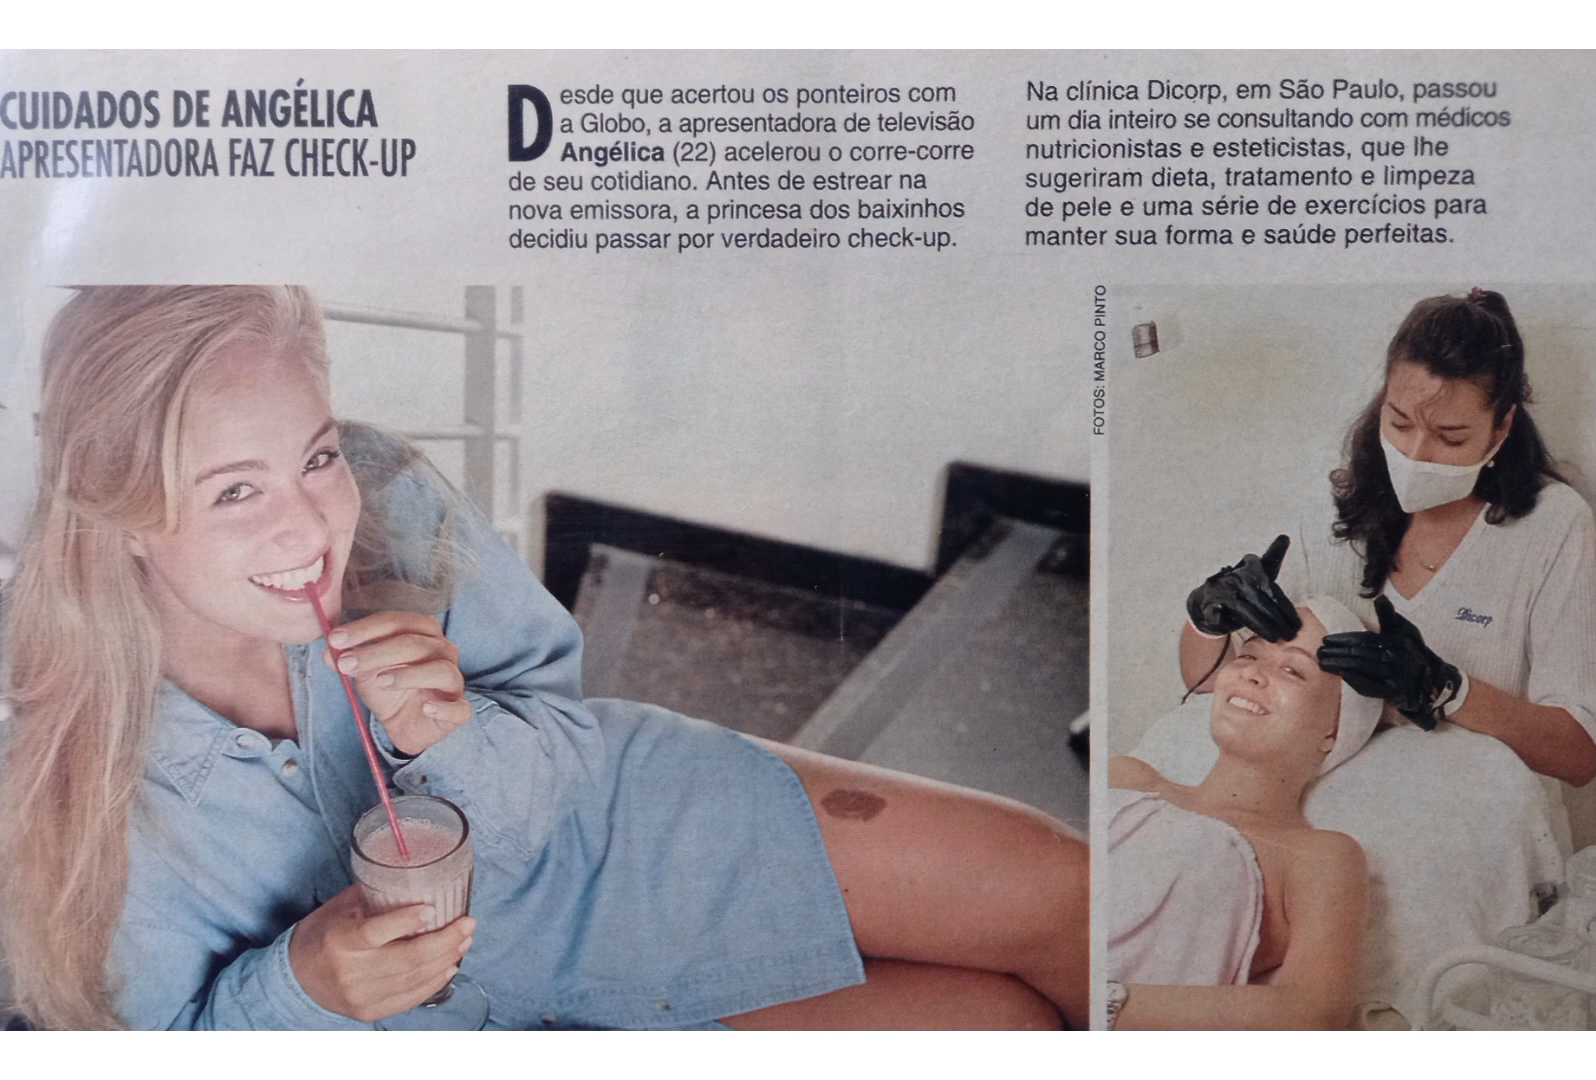 CUIDADOS DE ANGÉLICA
APRESENTADORA FAZ CHECK-UP
Desde que acertou os ponteiros com
a Globo, a apresentadora de televisão
Angélica (22) acelerou o corre-corre
de seu cotidiano. Antes de estrear na
nova emissora, a princesa dos baixinhos
decidiu passar por verdadeiro check-up.
Na clínica Dicorp, em São Paulo, passou
um dia inteiro se consultando com médicos
nutricionistas e esteticistas, que lhe
sugeriram dieta, tratamento e limpeza
de pele e uma série de exercícios para
manter sua forma e saúde perfeitas.
FOTOS: MARCO PINTO
Dicorp